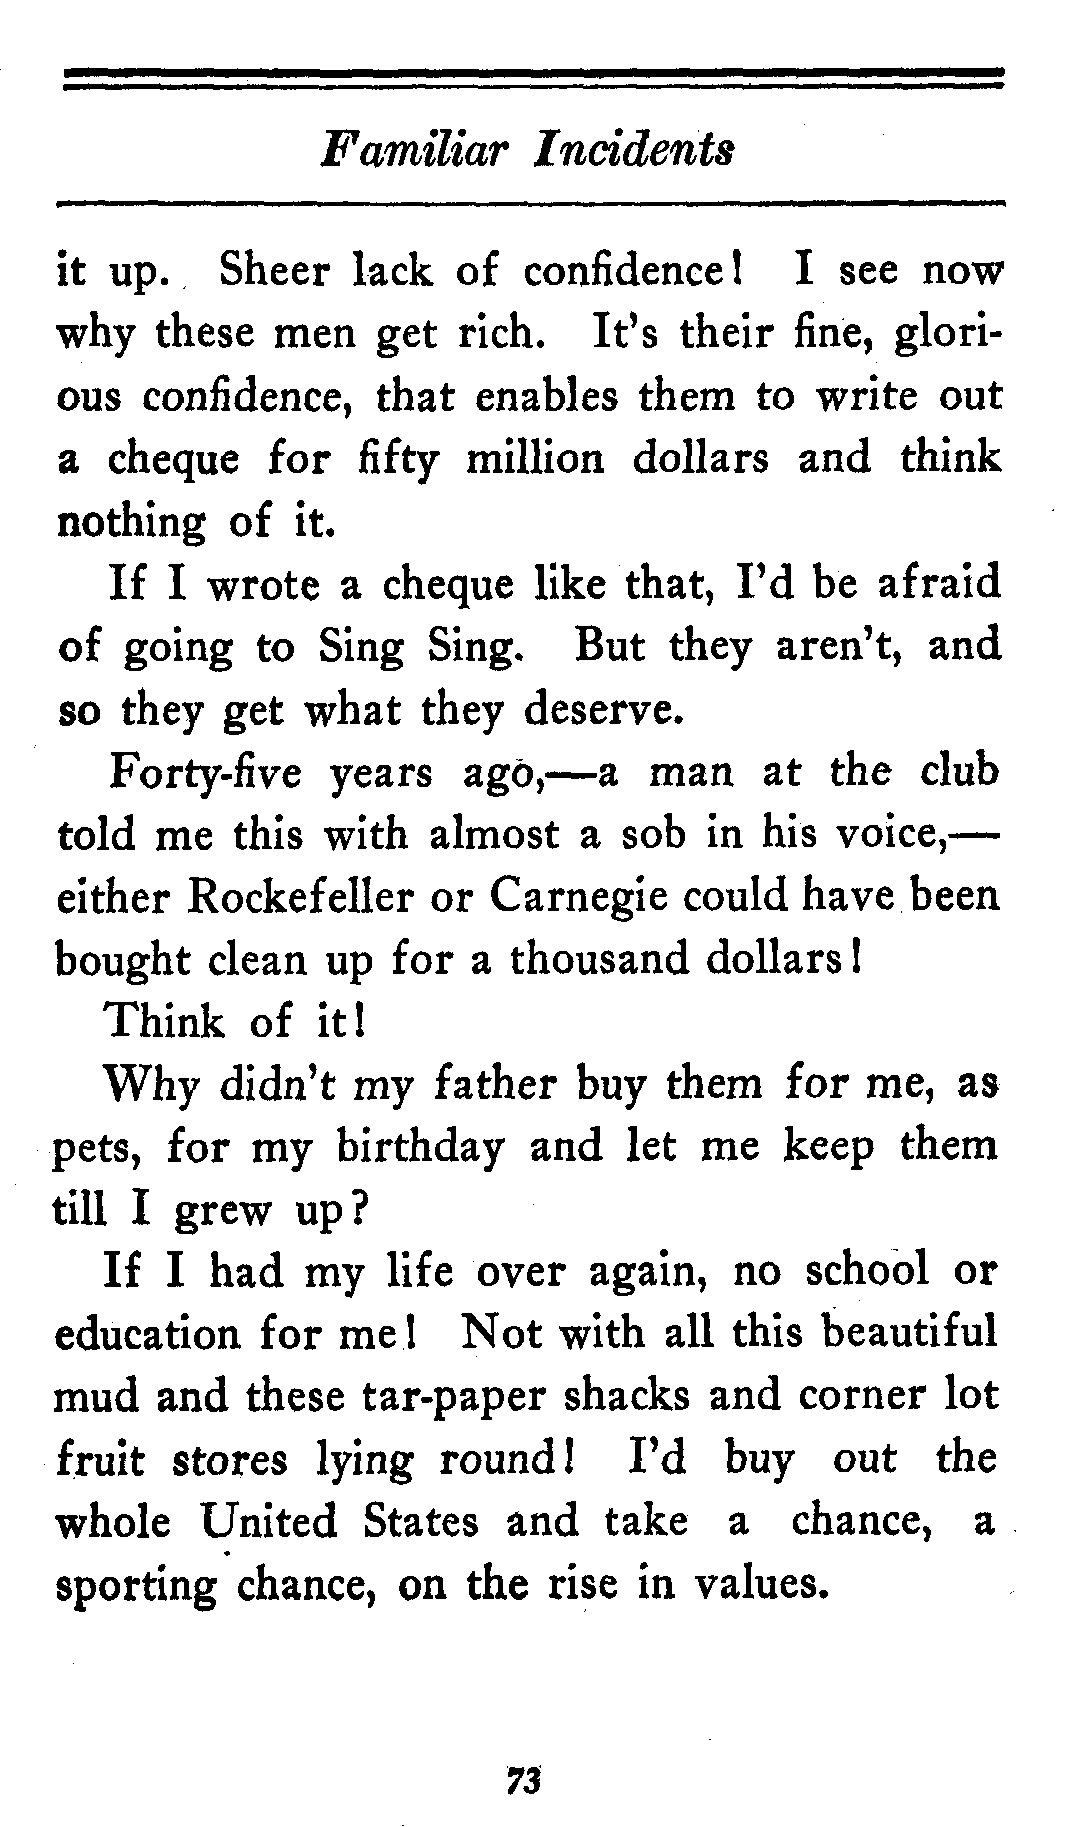 Familiar Incidents
it up. Sheer lack of confidence! I see now
why these men get rich. It's their fine, glori-
ous confidence, that enables them to write out
a cheque for fifty million dollars and think
nothing of it.
If I wrote a cheque like that, I'd be afraid
of going to Sing Sing. But they aren't, and
so they get what they deserve.
Forty-five years ago,—a man at the club
told me this with almost a sob in his voice,—
either Rockefeller or Carnegie could have been
bought clean up for a thousand dollars!
Think of it!
Why didn't my father buy them for me, as
pets, for my birthday and let me keep them
till I grew up?
If I had my life over again, no school or
education for me! Not with all this beautiful
mud and these tar-paper shacks and corner lot
fruit stores lying round! I'd buy out the
whole United States and take a chance, a
sporting chance, on the rise in values.
73